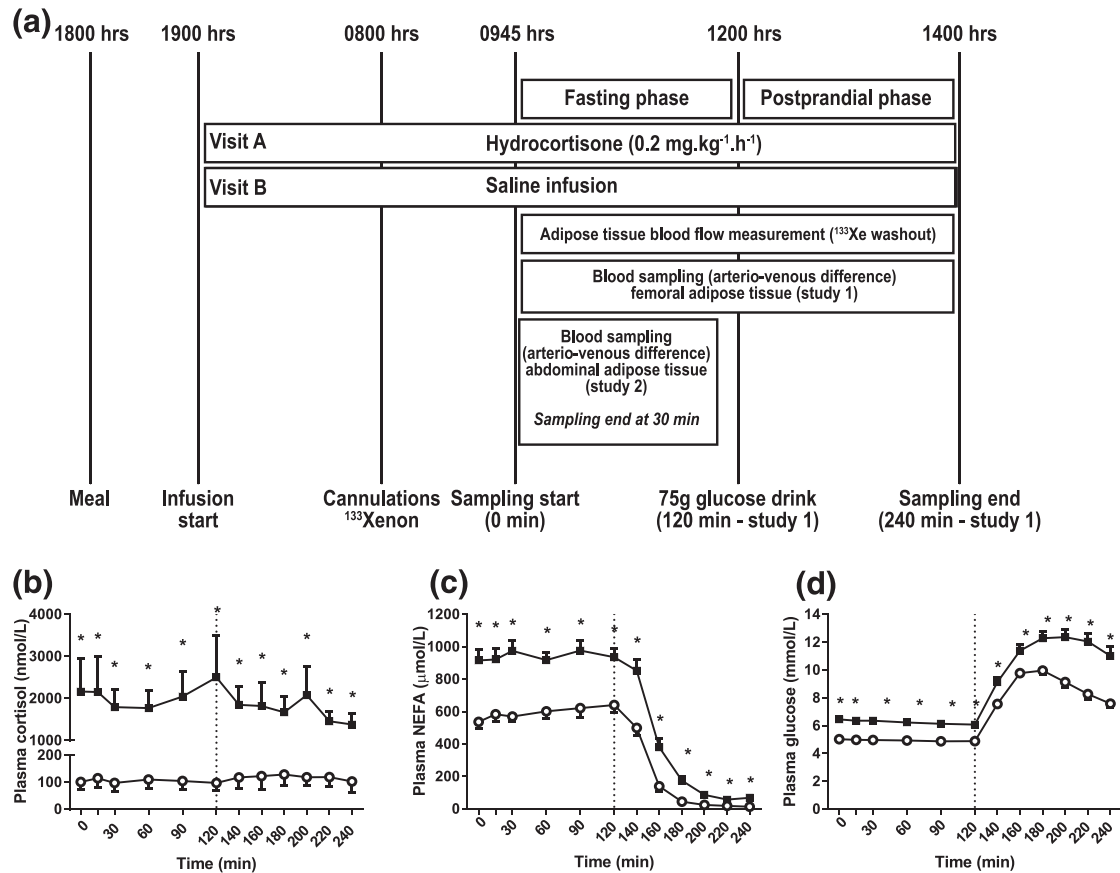 (a)
1800 hrs 1900 hrs 0800 hrs 0945 hrs 1200 hrs 1400 hrs
Fasting phase Postprandial phase
Visit A Hydrocortisone (0.2 mg.kg⁻¹.h⁻¹)
Visit B Saline infusion
Adipose tissue blood flow measurement (¹³³Xe washout)
Blood sampling (arterio-venous difference)
femoral adipose tissue (study 1)
Blood sampling
(arterio-venous difference)
abdominal adipose tissue
(study 2)
Sampling end at 30 min
Meal Infusion Cannulations Sampling start 75g glucose drink Sampling end
start ¹³³Xenon (0 min) (120 min - study 1) (240 min - study 1)
(b)
Plasma cortisol (nmol/L)
4000
3000
2000
1000
200
100
0
* * * * * * * * * * * *
0 30 60 90 120 140 160 180 200 220 240
Time (min)
(c)
Plasma NEFA (μmol/L)
1200
1000
800
600
400
200
0
* * * * * * * * * * * *
0 30 60 90 120 140 160 180 200 220 240
Time (min)
(d)
Plasma glucose (mmol/L)
14
12
10
8
6
4
2
0
* * * * * * * * * * * *
0 30 60 90 120 140 160 180 200 220 240
Time (min)